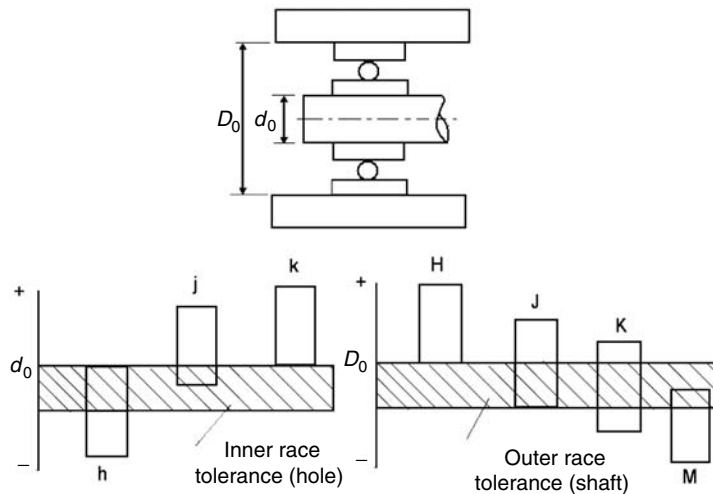 D₀ d₀
+ j k
d₀
h
−
Inner race
tolerance (hole)
+ H J K
D₀
M
−
Outer race
tolerance (shaft)